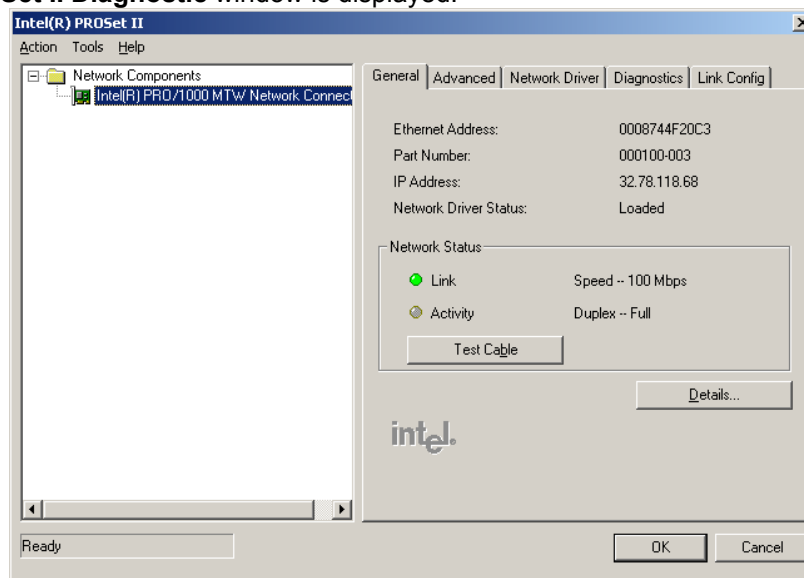 Set II Diagnostic window is displayed.
Intel(R) PROSet II
Action Tools Help
Network Components
Intel(R) PRO/1000 MTW Network Connect
General Advanced Network Driver Diagnostics Link Config
Ethernet Address: 0008744F20C3
Part Number: 000100-003
IP Address: 32.78.118.68
Network Driver Status: Loaded
Network Status
Link Speed -- 100 Mbps
Activity Duplex -- Full
Test Cable
Details...
intel.
Ready
OK Cancel